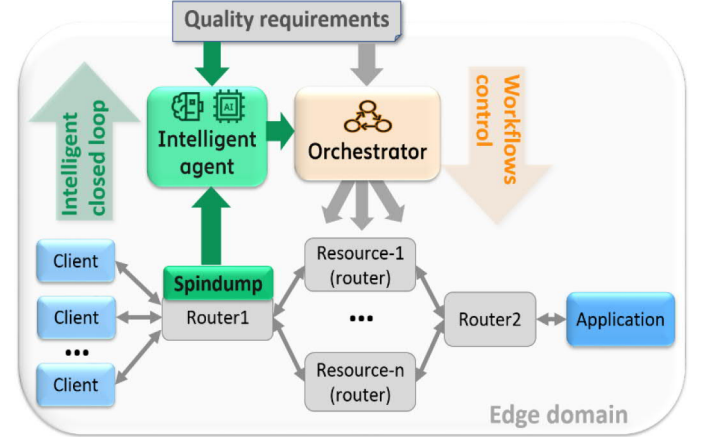 Quality requirements
Intelligent
closed loop
AI
Intelligent
agent
Orchestrator
Workflows
control
Client
Client
...
Client
Spindump
Router1
Resource-1
(router)
...
Resource-n
(router)
Router2
Application
Edge domain